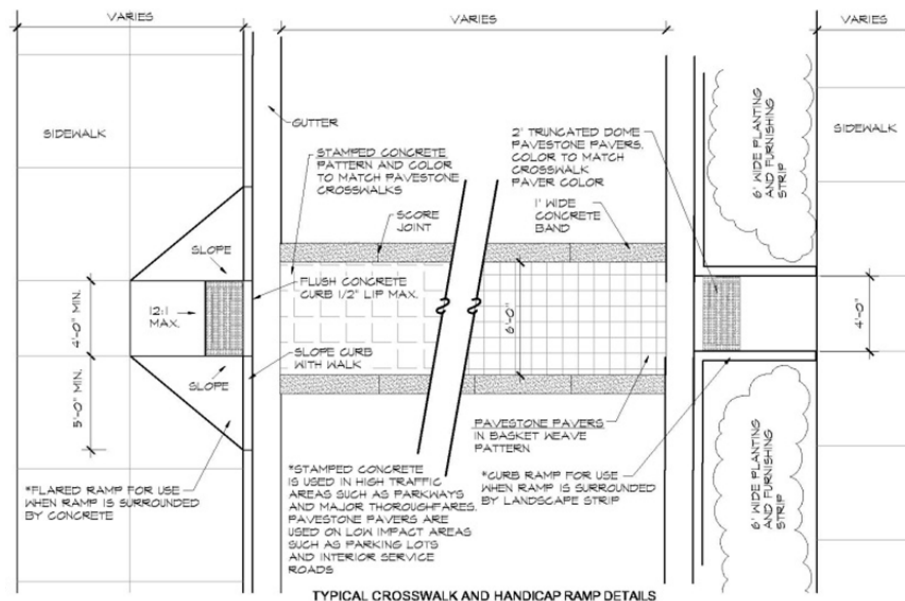 VARIES
VARIES
VARIES
SIDEWALK
GUTTER
STAMPED CONCRETE
PATTERN AND COLOR
TO MATCH PAVESTONE
CROSSWALKS
SCORE
JOINT
2' TRUNCATED DOME
PAVESTONE PAVERS.
COLOR TO MATCH
CROSSWALK
PAVER COLOR
1' WIDE
CONCRETE
BAND
6' WIDE PLANTING
AND FURNISHING
STRIP
SIDEWALK
SLOPE
FLUSH CONCRETE
CURB 1/2" LIP MAX.
4'-0" MIN.
12:1
MAX.
6'-0"
4'-0"
SLOPE CURB
WITH WALK
SLOPE
5'-0" MIN.
PAVESTONE PAVERS
IN BASKET WEAVE
PATTERN
*FLARED RAMP FOR USE
WHEN RAMP IS SURROUNDED
BY CONCRETE
*STAMPED CONCRETE
IS USED IN HIGH TRAFFIC
AREAS SUCH AS PARKWAYS
AND MAJOR THOROUGHFARES.
PAVESTONE PAVERS ARE
USED ON LOW IMPACT AREAS
SUCH AS PARKING LOTS
AND INTERIOR SERVICE
ROADS
*CURB RAMP FOR USE
WHEN RAMP IS SURROUNDED
BY LANDSCAPE STRIP
6' WIDE PLANTING
AND FURNISHING
STRIP
TYPICAL CROSSWALK AND HANDICAP RAMP DETAILS